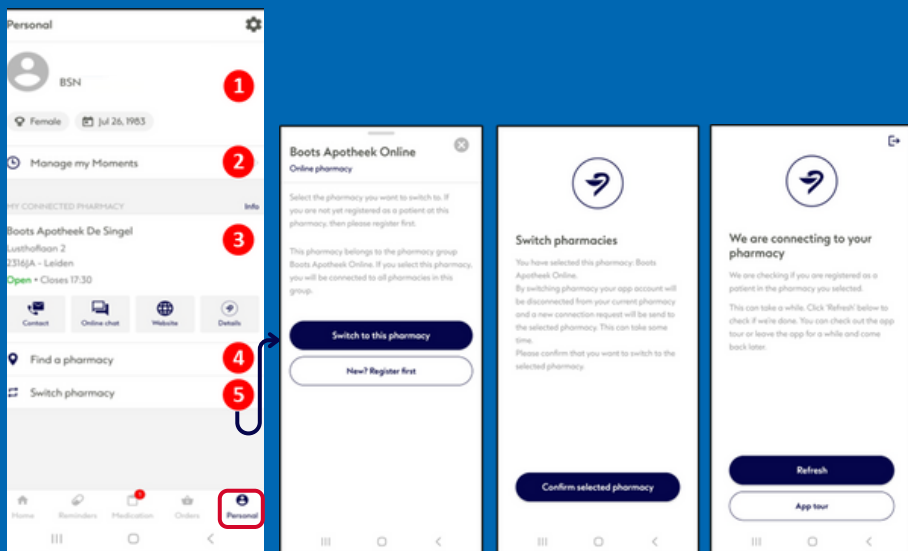 Personal
BSN
1
Female
Jul 26, 1983
Manage my Moments
2
MY CONNECTED PHARMACY
Info
Boots Apotheek De Singel
3
Lusthoflaan 2
2316JA - Leiden
Open • Closes 17:30
Contact
Online chat
Website
Details
Find a pharmacy
4
Switch pharmacy
5
Home
Reminders
Medication
Orders
Personal
Boots Apotheek Online
Online pharmacy
Select the pharmacy you want to switch to. If
you are not yet registered as a patient at this
pharmacy, then please register first.
This pharmacy belongs to the pharmacy group
Boots Apotheek Online. If you select this pharmacy,
you will be connected to all pharmacies in this
group.
Switch to this pharmacy
New? Register first
Switch pharmacies
You have selected this pharmacy: Boots
Apotheek Online.
By switching pharmacy your app account will
be disconnected from your current pharmacy
and a new connection request will be send to
the selected pharmacy. This can take some
time.
Please confirm that you want to switch to the
selected pharmacy.
Confirm selected pharmacy
We are connecting to your
pharmacy
We are checking if you are registered as a
patient in the pharmacy you selected.
This can take a while. Click 'Refresh' below to
check if we're done. You can check out the app
tour or leave the app for a while and come
back later.
Refresh
App tour